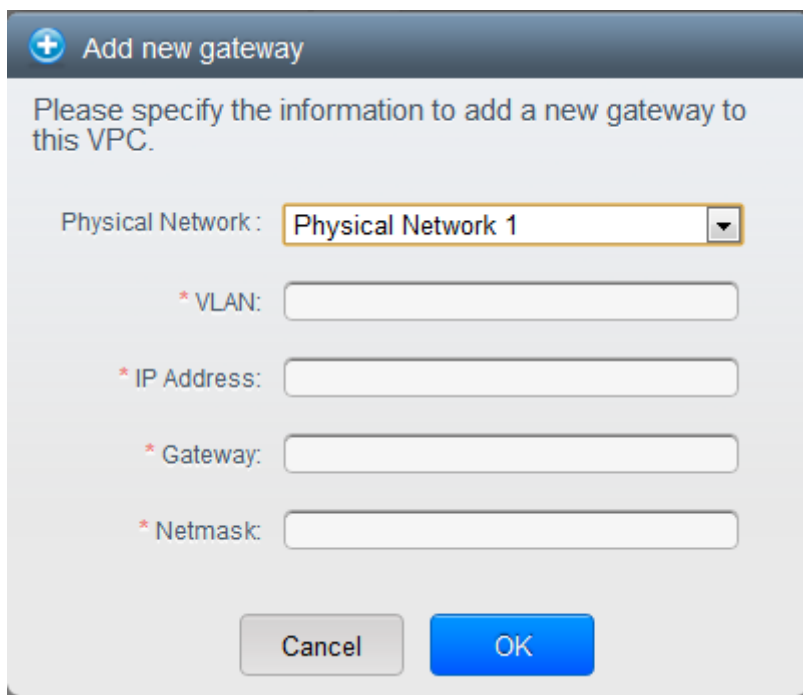 Add new gateway
Please specify the information to add a new gateway to
this VPC.
Physical Network : Physical Network 1
* VLAN:
* IP Address:
* Gateway:
* Netmask:
Cancel OK